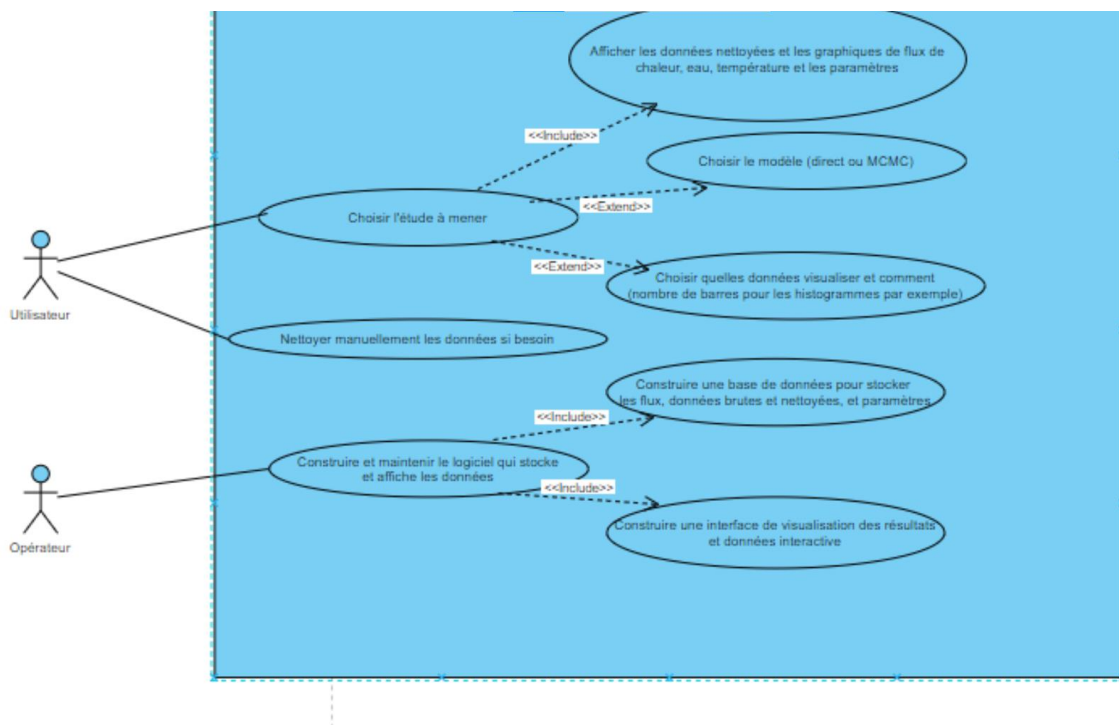 Afficher les données nettoyées et les graphiques de flux de
chaleur, eau, température et les paramètres
<<Include>>
Choisir le modèle (direct ou MCMC)
<<Extend>>
Choisir l'étude à mener
<<Extend>>
Choisir quelles données visualiser et comment
(nombre de barres pour les histogrammes par exemple)
Utilisateur
Nettoyer manuellement les données si besoin
Construire une base de données pour stocker
les flux, données brutes et nettoyées, et paramètres
<<Include>>
Construire et maintenir le logiciel qui stocke
et affiche les données
<<Include>>
Construire une interface de visualisation des résultats
et données interactive
Opérateur